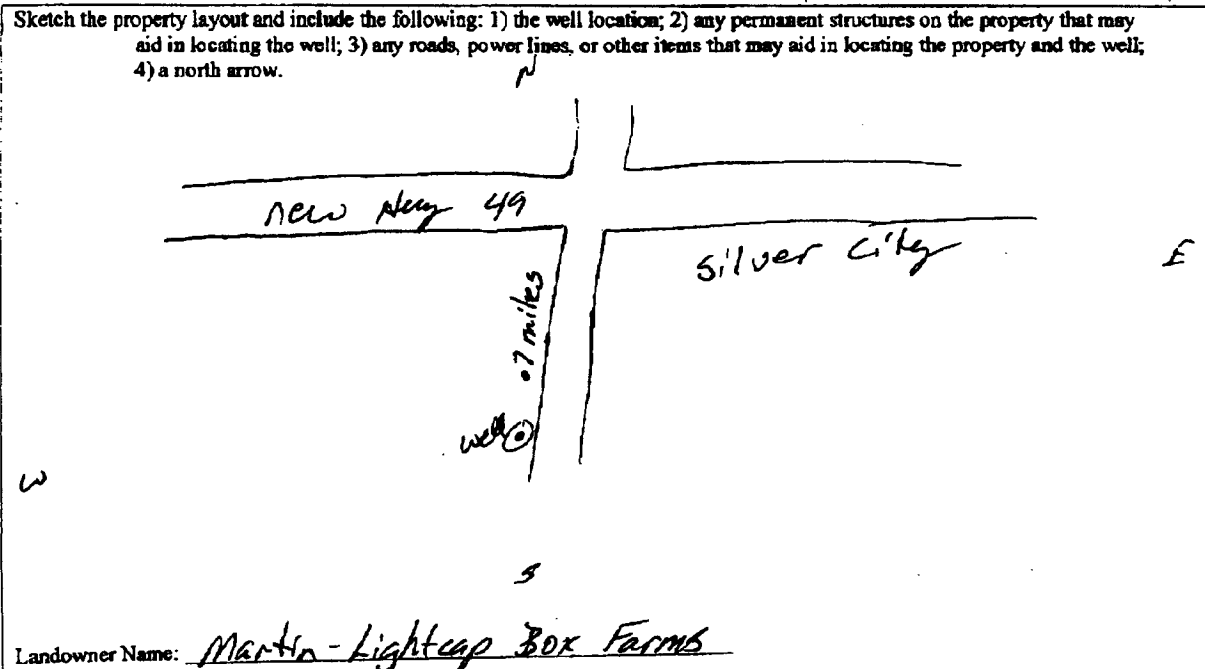 Sketch the property layout and include the following: 1) the well location; 2) any permanent structures on the property that may
aid in locating the well; 3) any roads, power lines, or other items that may aid in locating the property and the well;
4) a north arrow.
N
new Hwy 49
Silver City
E
.7 miles
well
W
S
Landowner Name: Martin-Lightcap Box Farms